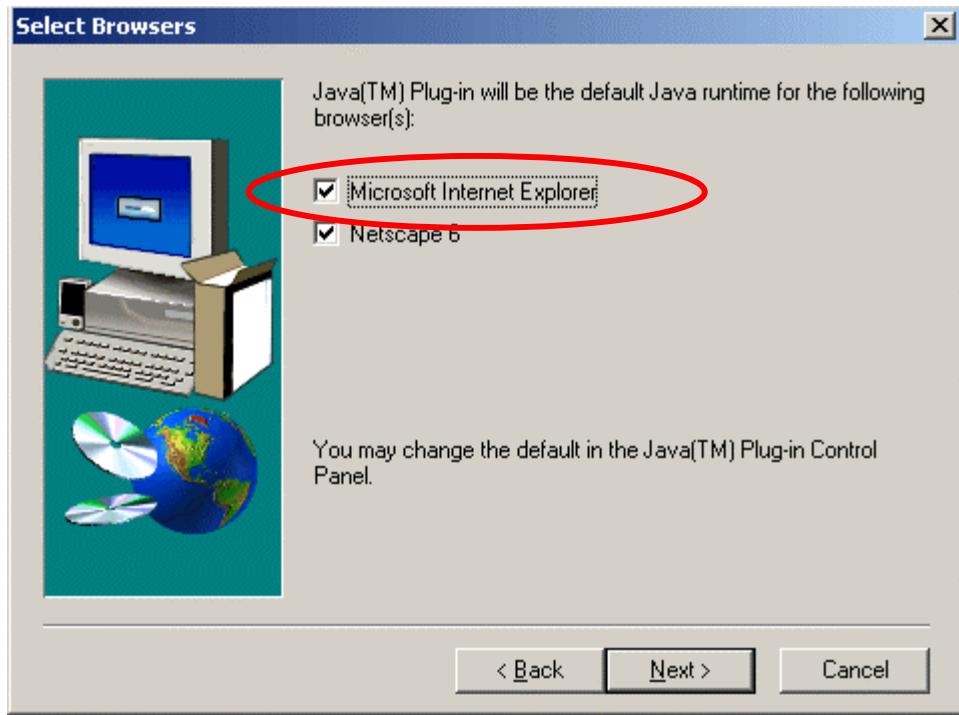 Select Browsers
Java(TM) Plug-in will be the default Java runtime for the following
browser(s):
Microsoft Internet Explorer
Netscape 6
You may change the default in the Java(TM) Plug-in Control
Panel.
< Back
Next >
Cancel